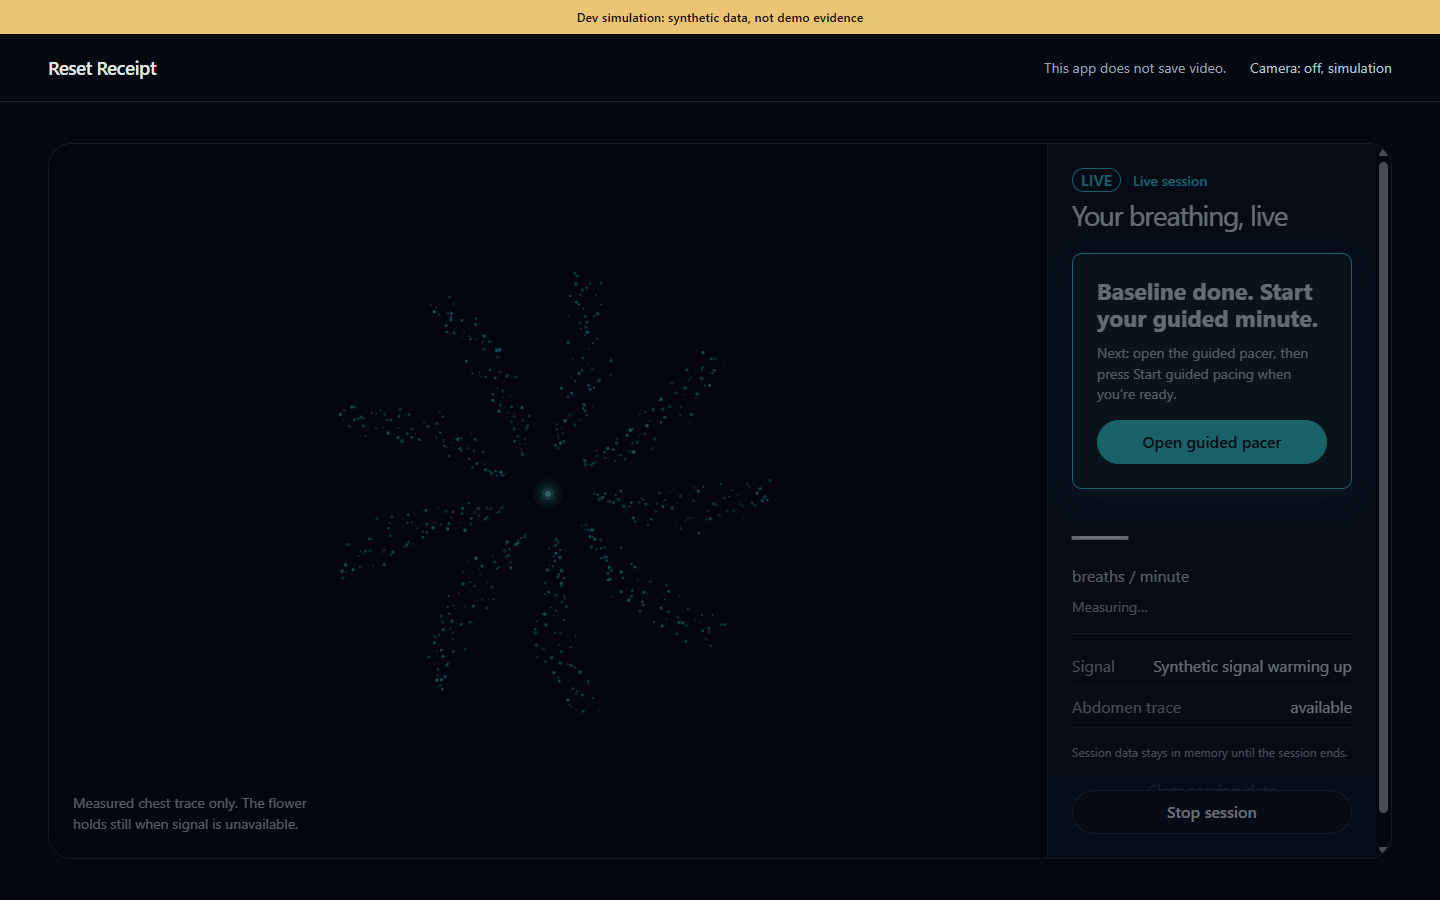 Dev simulation: synthetic data, not demo evidence
Reset Receipt
This app does not save video.
Camera: off, simulation
LIVE
Live session
Your breathing, live
Baseline done. Start
your guided minute.
Next: open the guided pacer, then
press Start guided pacing when
you're ready.
Open guided pacer
breaths / minute
Measuring...
Signal
Synthetic signal warming up
Abdomen trace
available
Session data stays in memory until the session ends.
Stop session
Measured chest trace only. The flower
holds still when signal is unavailable.